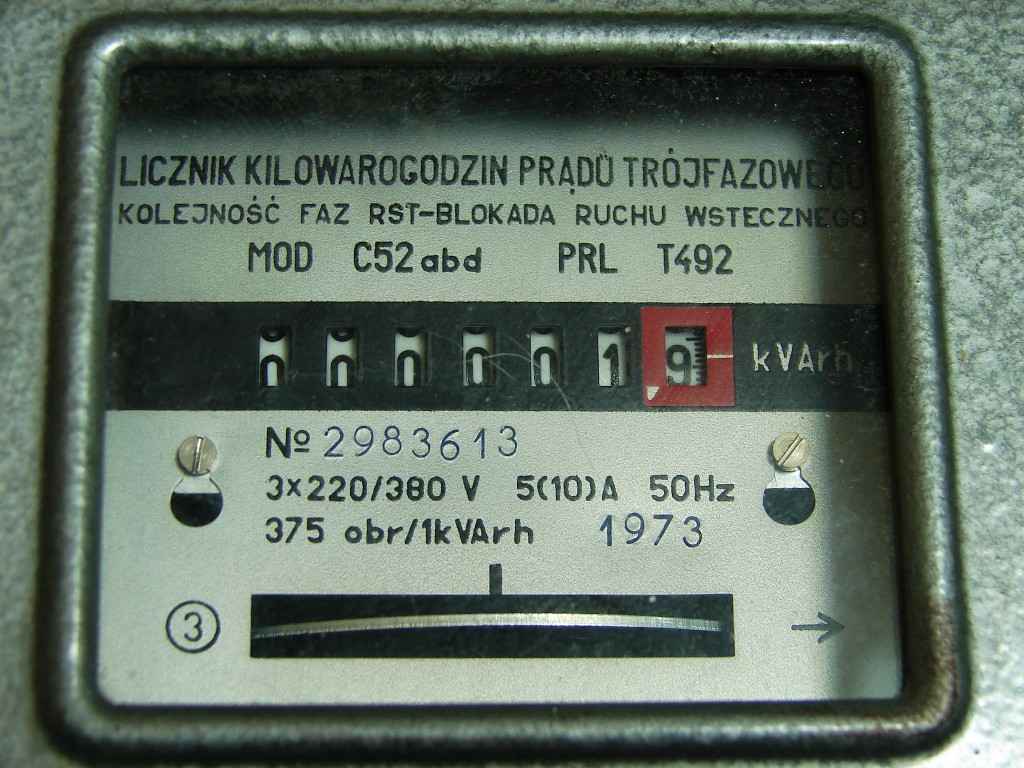 LICZNIK KILOWAROGODZIN PRĄDU TRÓJFAZOWEGO
KOLEJNOŚĆ FAZ RST-BLOKADA RUCHU WSTECZNEGO
MOD C52abd PRL T492
0 0 0 0 0 1 9 kVArh
Nº 2983613
3×220/380 V 5(10)A 50Hz
375 obr/1kVArh 1973
3 →